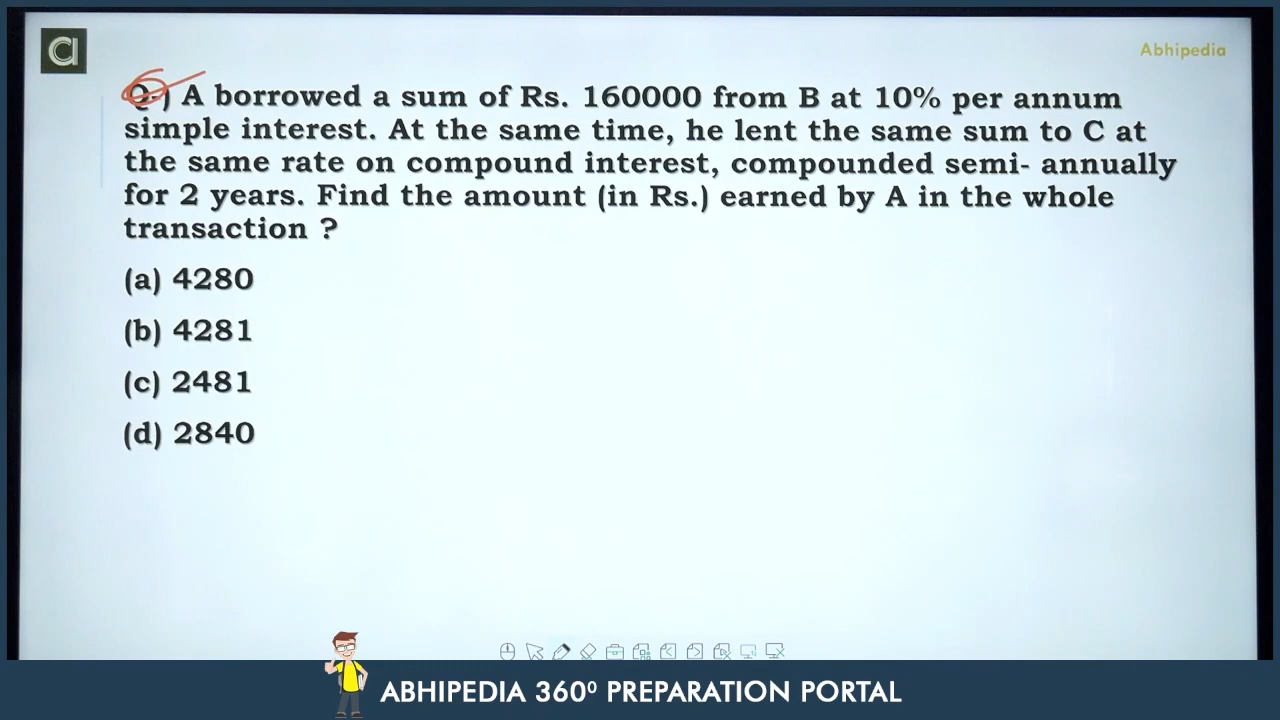 Abhipedia
Q.) A borrowed a sum of Rs. 160000 from B at 10% per annum
simple interest. At the same time, he lent the same sum to C at
the same rate on compound interest, compounded semi- annually
for 2 years. Find the amount (in Rs.) earned by A in the whole
transaction ?
(a) 4280
(b) 4281
(c) 2481
(d) 2840
ABHIPEDIA 360⁰ PREPARATION PORTAL